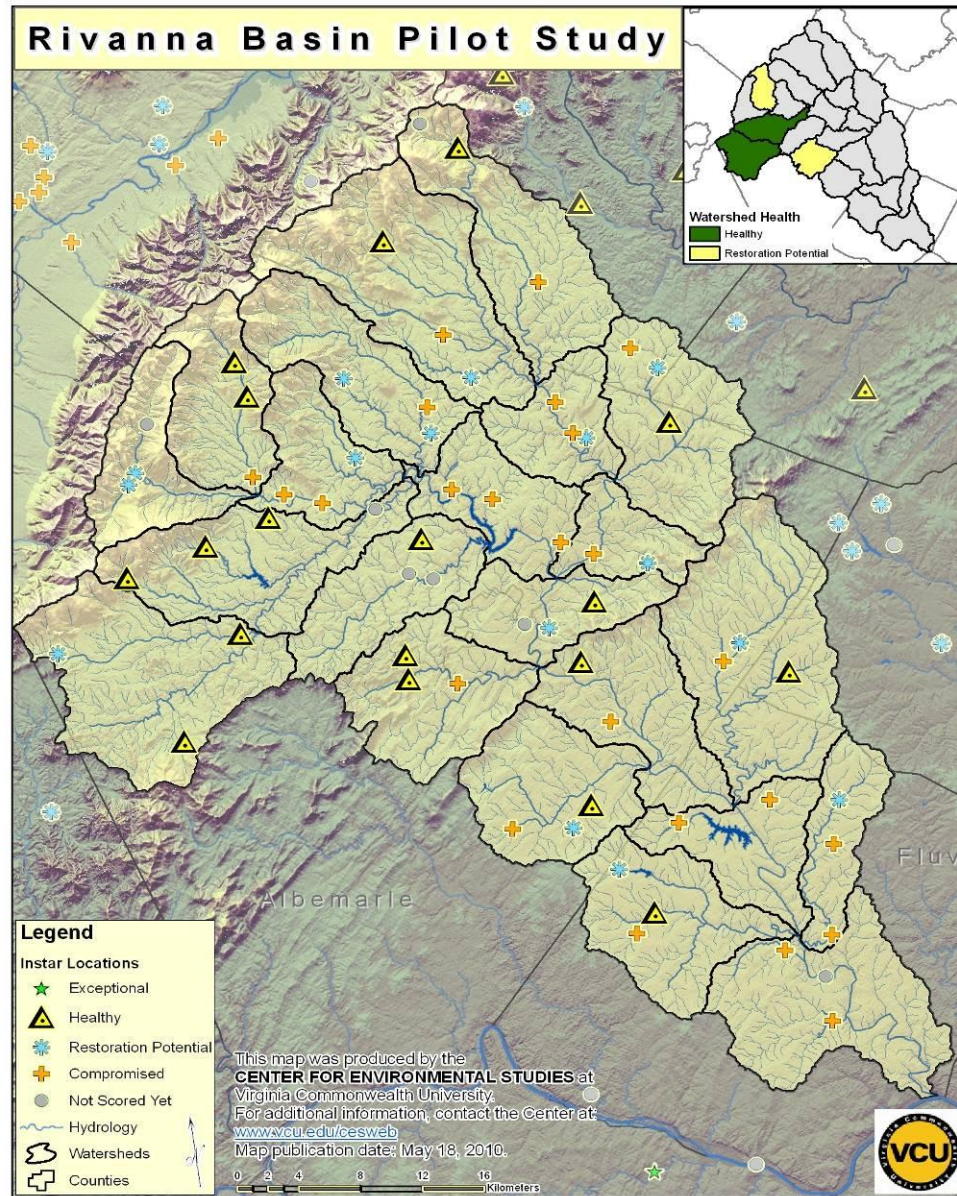 Rivanna Basin Pilot Study
Watershed Health
Healthy
Restoration Potential
Albemarle
Fluv
Legend
Instar Locations
Exceptional
Healthy
Restoration Potential
Compromised
Not Scored Yet
Hydrology
Watersheds
Counties
This map was produced by the
CENTER FOR ENVIRONMENTAL STUDIES at
Virginia Commonwealth University.
For additional information, contact the Center at:
www.vcu.edu/cesweb
Map publication date: May 18, 2010.
0 2 4 8 12 16
Kilometers
Virginia Commonwealth University
VCU